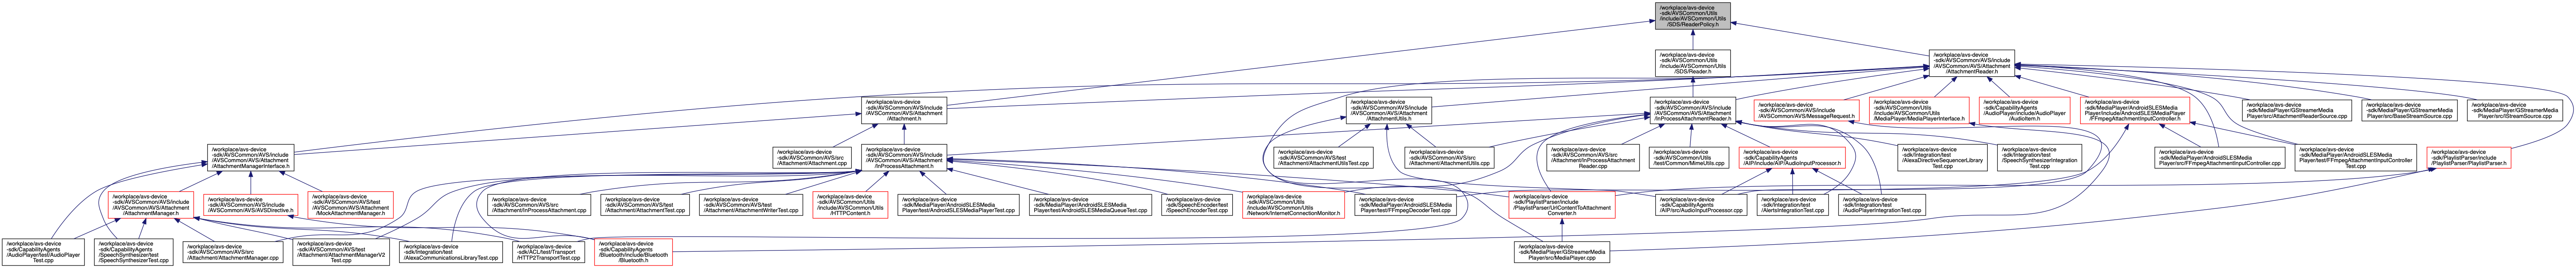 /workplace/avs-device
-sdk/AVSCommon/Utils
/include/AVSCommon/Utils
/SDS/ReaderPolicy.h
/workplace/avs-device
-sdk/AVSCommon/Utils
/include/AVSCommon/Utils
/SDS/Reader.h
/workplace/avs-device
-sdk/AVSCommon/AVS/include
/AVSCommon/AVS/Attachment
/AttachmentReader.h
/workplace/avs-device
-sdk/AVSCommon/AVS/include
/AVSCommon/AVS/Attachment
/Attachment.h
/workplace/avs-device
-sdk/AVSCommon/AVS/include
/AVSCommon/AVS/Attachment
/AttachmentUtils.h
/workplace/avs-device
-sdk/AVSCommon/AVS/include
/AVSCommon/AVS/Attachment
/InProcessAttachmentReader.h
/workplace/avs-device
-sdk/AVSCommon/AVS/include
/AVSCommon/AVS/MessageRequest.h
/workplace/avs-device
-sdk/AVSCommon/Utils
/include/AVSCommon/Utils
/MediaPlayer/MediaPlayerInterface.h
/workplace/avs-device
-sdk/CapabilityAgents
/AudioPlayer/include/AudioPlayer
/AudioItem.h
/workplace/avs-device
-sdk/MediaPlayer/AndroidSLESMedia
Player/include/AndroidSLESMediaPlayer
/FFmpegAttachmentInputController.h
/workplace/avs-device
-sdk/MediaPlayer/GStreamerMedia
Player/src/AttachmentReaderSource.cpp
/workplace/avs-device
-sdk/MediaPlayer/GStreamerMedia
Player/src/BaseStreamSource.cpp
/workplace/avs-device
-sdk/MediaPlayer/GStreamerMedia
Player/src/IStreamSource.cpp
/workplace/avs-device
-sdk/AVSCommon/AVS/include
/AVSCommon/AVS/Attachment
/AttachmentManagerInterface.h
/workplace/avs-device
-sdk/AVSCommon/AVS/src
/Attachment/Attachment.cpp
/workplace/avs-device
-sdk/AVSCommon/AVS/include
/AVSCommon/AVS/Attachment
/InProcessAttachment.h
/workplace/avs-device
-sdk/AVSCommon/AVS/test
/Attachment/AttachmentUtilsTest.cpp
/workplace/avs-device
-sdk/AVSCommon/AVS/src
/Attachment/AttachmentUtils.cpp
/workplace/avs-device
-sdk/AVSCommon/AVS/src
/Attachment/InProcessAttachment
Reader.cpp
/workplace/avs-device
-sdk/AVSCommon/Utils
/test/Common/MimeUtils.cpp
/workplace/avs-device
-sdk/CapabilityAgents
/AIP/include/AIP/AudioInputProcessor.h
/workplace/avs-device
-sdk/Integration/test
/AlexaDirectiveSequencerLibrary
Test.cpp
/workplace/avs-device
-sdk/Integration/test
/SpeechSynthesizerIntegration
Test.cpp
/workplace/avs-device
-sdk/MediaPlayer/AndroidSLESMedia
Player/src/FFmpegAttachmentInputController.cpp
/workplace/avs-device
-sdk/MediaPlayer/AndroidSLESMedia
Player/test/FFmpegAttachmentInputController
Test.cpp
/workplace/avs-device
-sdk/PlaylistParser/include
/PlaylistParser/PlaylistParser.h
/workplace/avs-device
-sdk/AVSCommon/AVS/include
/AVSCommon/AVS/Attachment
/AttachmentManager.h
/workplace/avs-device
-sdk/AVSCommon/AVS/include
/AVSCommon/AVS/AVSDirective.h
/workplace/avs-device
-sdk/AVSCommon/AVS/test
/AVSCommon/AVS/Attachment
/MockAttachmentManager.h
/workplace/avs-device
-sdk/AVSCommon/AVS/src
/Attachment/InProcessAttachment.cpp
/workplace/avs-device
-sdk/AVSCommon/AVS/test
/Attachment/AttachmentTest.cpp
/workplace/avs-device
-sdk/AVSCommon/AVS/test
/Attachment/AttachmentWriterTest.cpp
/workplace/avs-device
-sdk/AVSCommon/Utils
/include/AVSCommon/Utils
/HTTPContent.h
/workplace/avs-device
-sdk/MediaPlayer/AndroidSLESMedia
Player/test/AndroidSLESMediaPlayerTest.cpp
/workplace/avs-device
-sdk/MediaPlayer/AndroidSLESMedia
Player/test/AndroidSLESMediaQueueTest.cpp
/workplace/avs-device
-sdk/SpeechEncoder/test
/SpeechEncoderTest.cpp
/workplace/avs-device
-sdk/AVSCommon/Utils
/include/AVSCommon/Utils
/Network/InternetConnectionMonitor.h
/workplace/avs-device
-sdk/MediaPlayer/AndroidSLESMedia
Player/test/FFmpegDecoderTest.cpp
/workplace/avs-device
-sdk/PlaylistParser/include
/PlaylistParser/UrlContentToAttachment
Converter.h
/workplace/avs-device
-sdk/CapabilityAgents
/AIP/src/AudioInputProcessor.cpp
/workplace/avs-device
-sdk/Integration/test
/AlertsIntegrationTest.cpp
/workplace/avs-device
-sdk/Integration/test
/AudioPlayerIntegrationTest.cpp
/workplace/avs-device
-sdk/CapabilityAgents
/AudioPlayer/test/AudioPlayer
Test.cpp
/workplace/avs-device
-sdk/CapabilityAgents
/SpeechSynthesizer/test
/SpeechSynthesizerTest.cpp
/workplace/avs-device
-sdk/AVSCommon/AVS/src
/Attachment/AttachmentManager.cpp
/workplace/avs-device
-sdk/AVSCommon/AVS/test
/Attachment/AttachmentManagerV2
Test.cpp
/workplace/avs-device
-sdk/Integration/test
/AlexaCommunicationsLibraryTest.cpp
/workplace/avs-device
-sdk/ACL/test/Transport
/HTTP2TransportTest.cpp
/workplace/avs-device
-sdk/CapabilityAgents
/Bluetooth/include/Bluetooth
/Bluetooth.h
/workplace/avs-device
-sdk/MediaPlayer/GStreamerMedia
Player/src/MediaPlayer.cpp